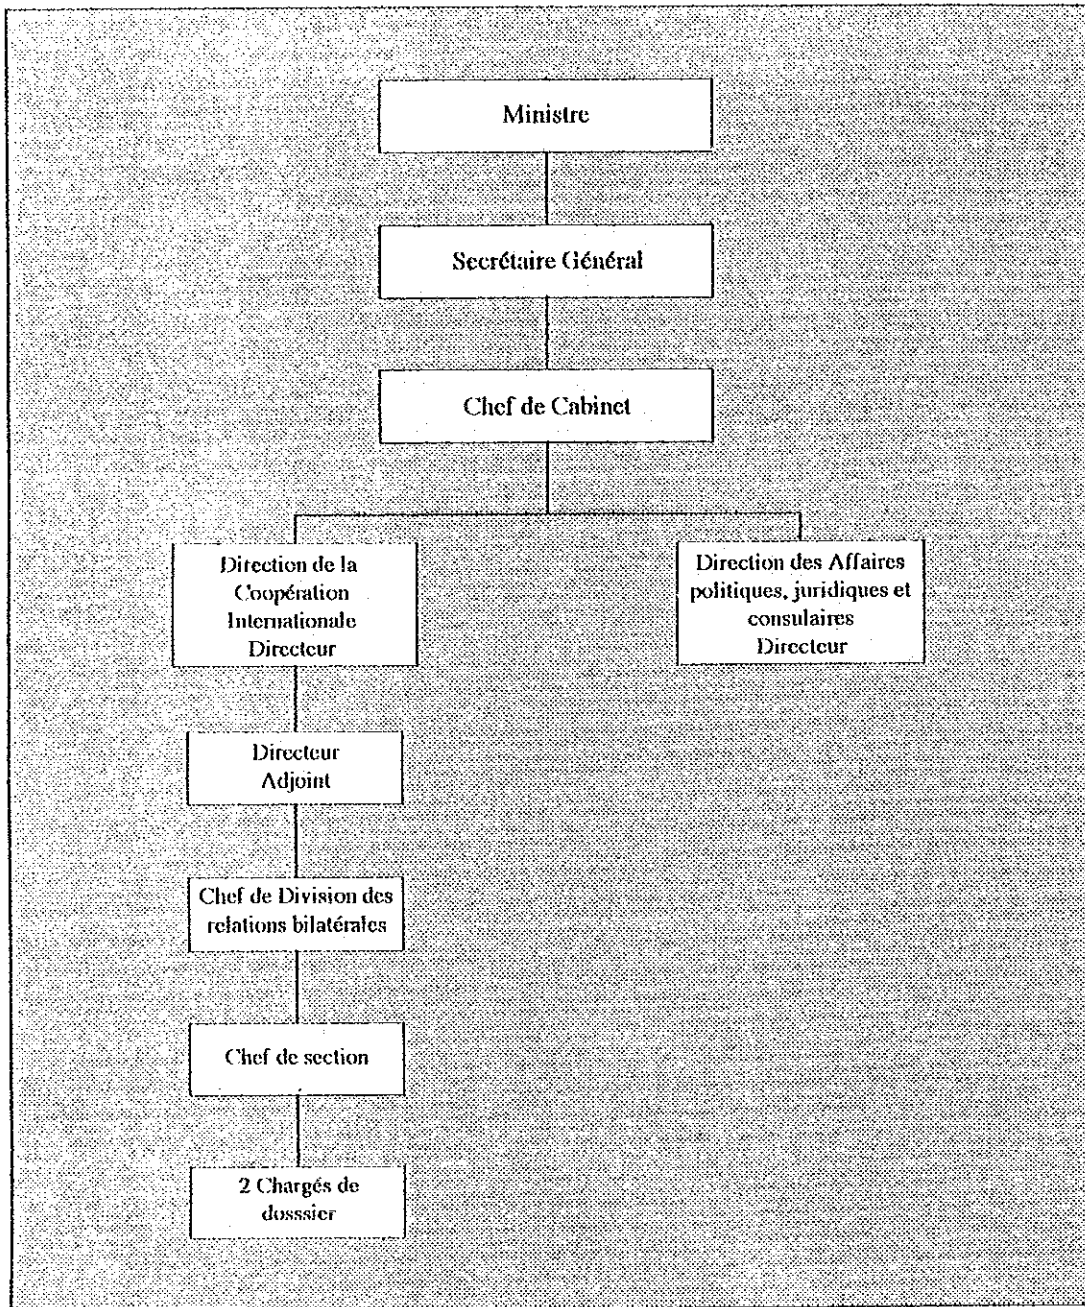 Ministre
Secrétaire Général
Chef de Cabinet
Direction de la
Coopération
Internationale
Directeur
Direction des Affaires
politiques, juridiques et
consulaires
Directeur
Directeur
Adjoint
Chef de Division des
relations bilatérales
Chef de section
2 Chargés de
dosssier